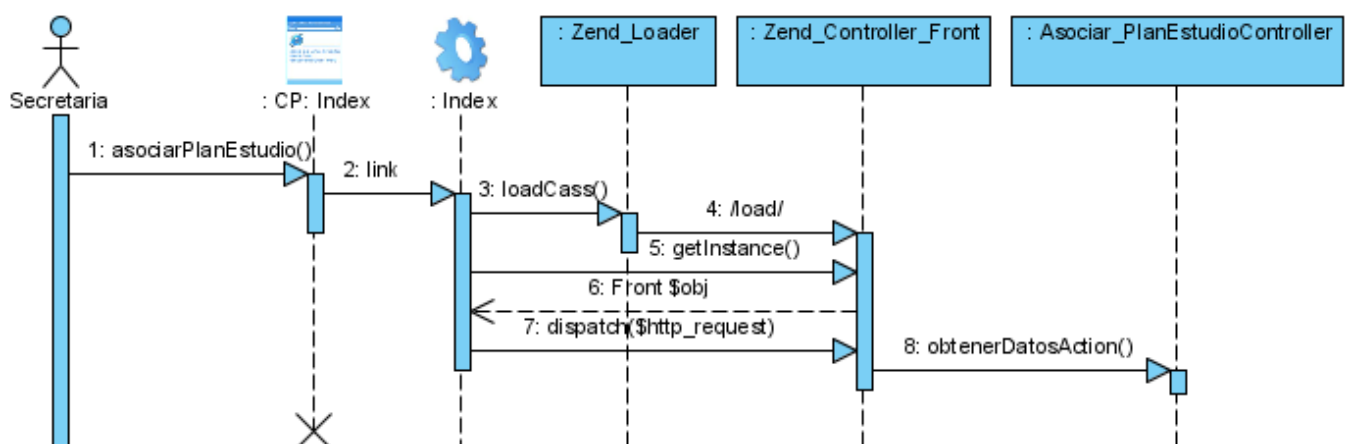 : Zend_Loader
: Zend_Controller_Front
: Asociar_PlanEstudioController
Secretaria
: CP: Index
: Index
1: asociarPlanEstudio()
2: link
3: loadCass()
4: /load/
5: getInstance()
6: Front $obj
7: dispatch($http_request)
8: obtenerDatosAction()